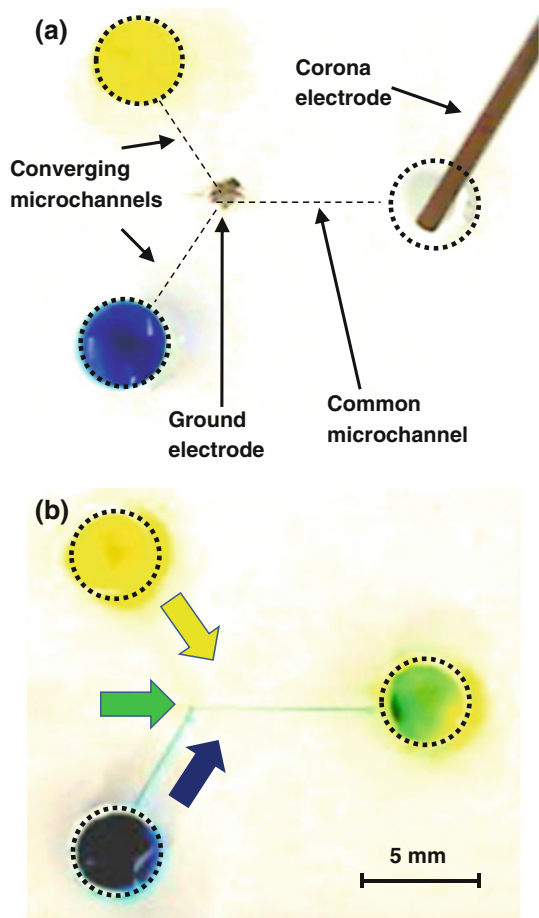 (a)
Corona
electrode
Converging
microchannels
Ground
electrode
Common
microchannel
(b)
5 mm